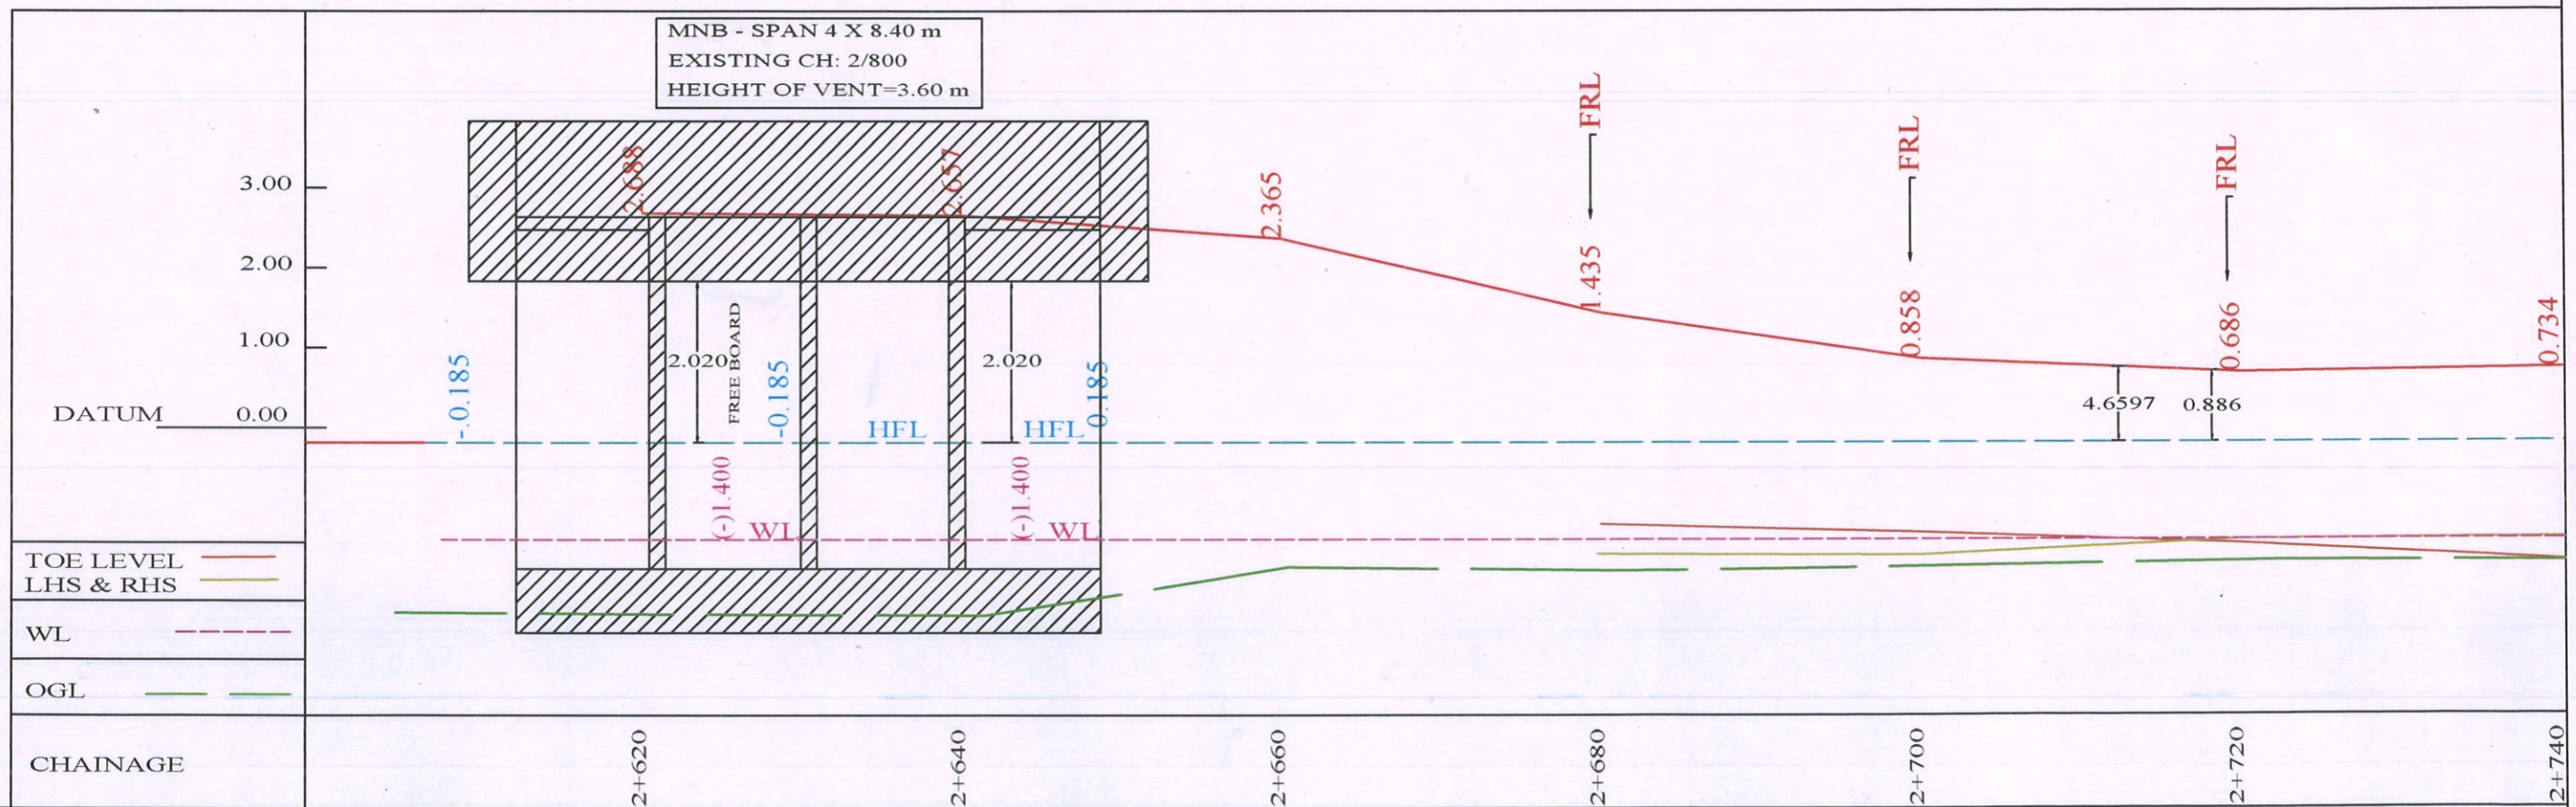 MNB - SPAN 4 X 8.40 m
EXISTING CH: 2/800
HEIGHT OF VENT=3.60 m
FRL
FRL
FRL
3.00
2.688
2.657
2.365
2.00
1.435
1.00
0.858
0.686
0.734
-.0.185
2.020
FREE BOARD
-0.185
2.020
0.185
DATUM
0.00
HFL
HFL
4.6597
0.886
(-)1.400
WL
(-)1.400
WL
TOE LEVEL
LHS & RHS
WL
OGL
CHAINAGE
2+620
2+640
2+660
2+680
2+700
2+720
2+740